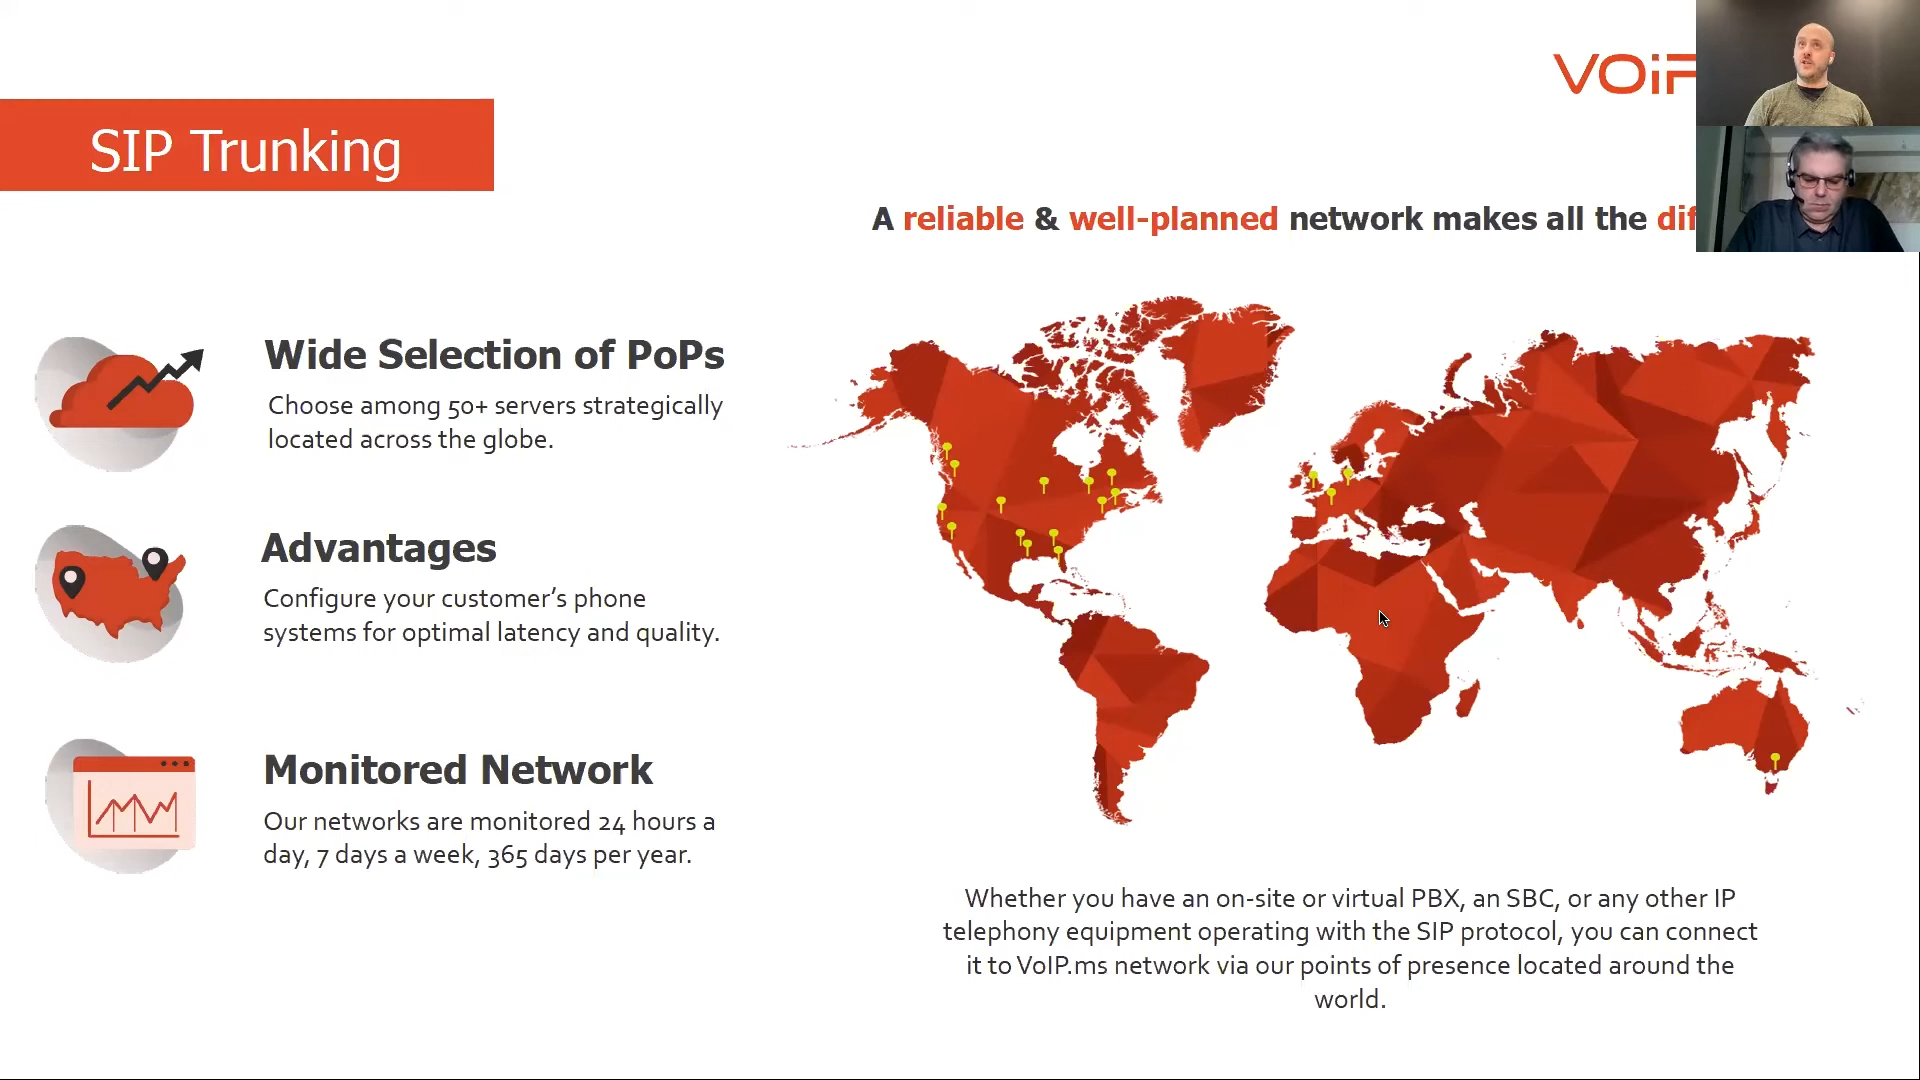 SIP Trunking
VOiP
A reliable & well-planned network makes all the
Wide Selection of PoPs
Choose among 50+ servers strategically
located across the globe.
Advantages
Configure your customer’s phone
systems for optimal latency and quality.
Monitored Network
Our networks are monitored 24 hours a
day, 7 days a week, 365 days per year.
Whether you have an on-site or virtual PBX, an SBC, or any other IP
telephony equipment operating with the SIP protocol, you can connect
it to VoIP.ms network via our points of presence located around the
world.